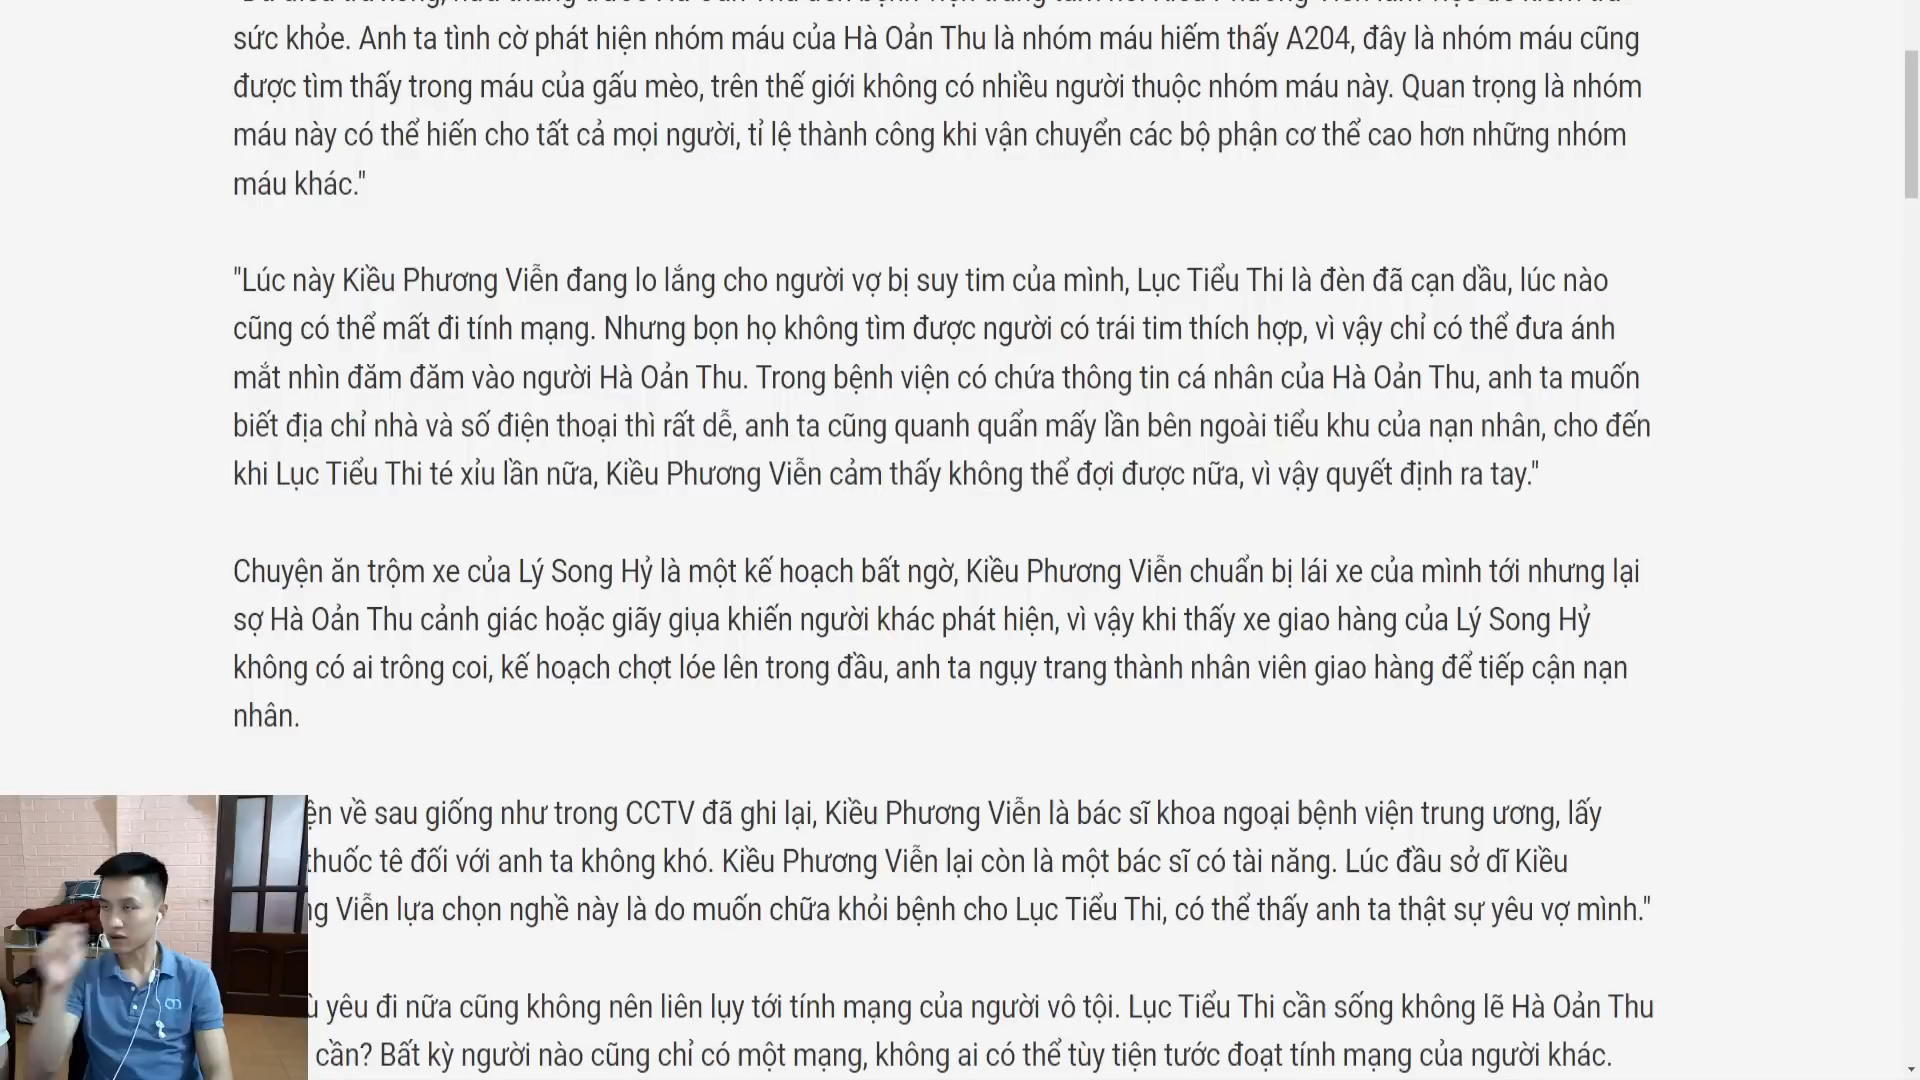 sức khỏe. Anh ta tình cờ phát hiện nhóm máu của Hà Oản Thu là nhóm máu hiếm thấy A204, đây là nhóm máu cũng
được tìm thấy trong máu của gấu mèo, trên thế giới không có nhiều người thuộc nhóm máu này. Quan trọng là nhóm
máu này có thể hiến cho tất cả mọi người, tỉ lệ thành công khi vận chuyển các bộ phận cơ thể cao hơn những nhóm
máu khác."
"Lúc này Kiều Phương Viễn đang lo lắng cho người vợ bị suy tim của mình, Lục Tiểu Thi là đèn đã cạn dầu, lúc nào
cũng có thể mất đi tính mạng. Nhưng bọn họ không tìm được người có trái tim thích hợp, vì vậy chỉ có thể đưa ánh
mắt nhìn đăm đăm vào người Hà Oản Thu. Trong bệnh viện có chứa thông tin cá nhân của Hà Oản Thu, anh ta muốn
biết địa chỉ nhà và số điện thoại thì rất dễ, anh ta cũng quanh quẩn mấy lần bên ngoài tiểu khu của nạn nhân, cho đến
khi Lục Tiểu Thi té xỉu lần nữa, Kiều Phương Viễn cảm thấy không thể đợi được nữa, vì vậy quyết định ra tay."
Chuyện ăn trộm xe của Lý Song Hỷ là một kế hoạch bất ngờ, Kiều Phương Viễn chuẩn bị lái xe của mình tới nhưng lại
sợ Hà Oản Thu cảnh giác hoặc giãy giụa khiến người khác phát hiện, vì vậy khi thấy xe giao hàng của Lý Song Hỷ
không có ai trông coi, kế hoạch chợt lóe lên trong đầu, anh ta ngụy trang thành nhân viên giao hàng để tiếp cận nạn
nhân.
về sau giống như trong CCTV đã ghi lại, Kiều Phương Viễn là bác sĩ khoa ngoại bệnh viện trung ương, lấy
thuốc tê đối với anh ta không khó. Kiều Phương Viễn lại còn là một bác sĩ có tài năng. Lúc đầu sở dĩ Kiều
Viễn lựa chọn nghề này là do muốn chữa khỏi bệnh cho Lục Tiểu Thi, có thể thấy anh ta thật sự yêu vợ mình."
yêu đi nữa cũng không nên liên lụy tới tính mạng của người vô tội. Lục Tiểu Thi cần sống không lẽ Hà Oản Thu
cần? Bất kỳ người nào cũng chỉ có một mạng, không ai có thể tùy tiện tước đoạt tính mạng của người khác.